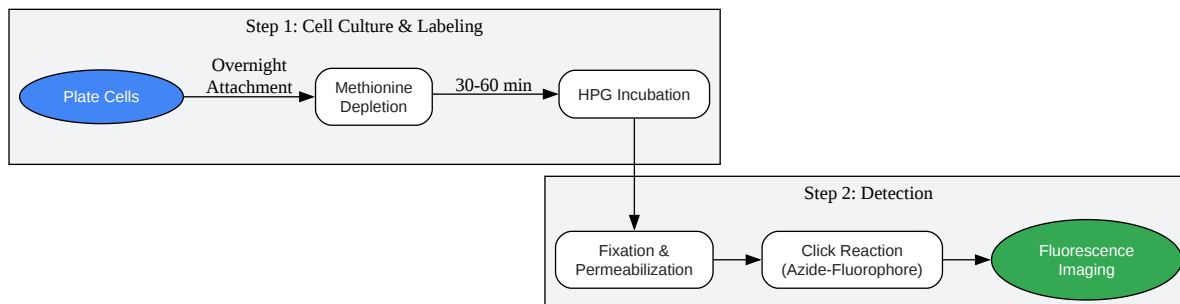 Step 1: Cell Culture & Labeling
Plate Cells
Overnight
Attachment
Methionine
Depletion
30-60 min
HPG Incubation
Step 2: Detection
Fixation &
Permeabilization
Click Reaction
(Azide-Fluorophore)
Fluorescence
Imaging